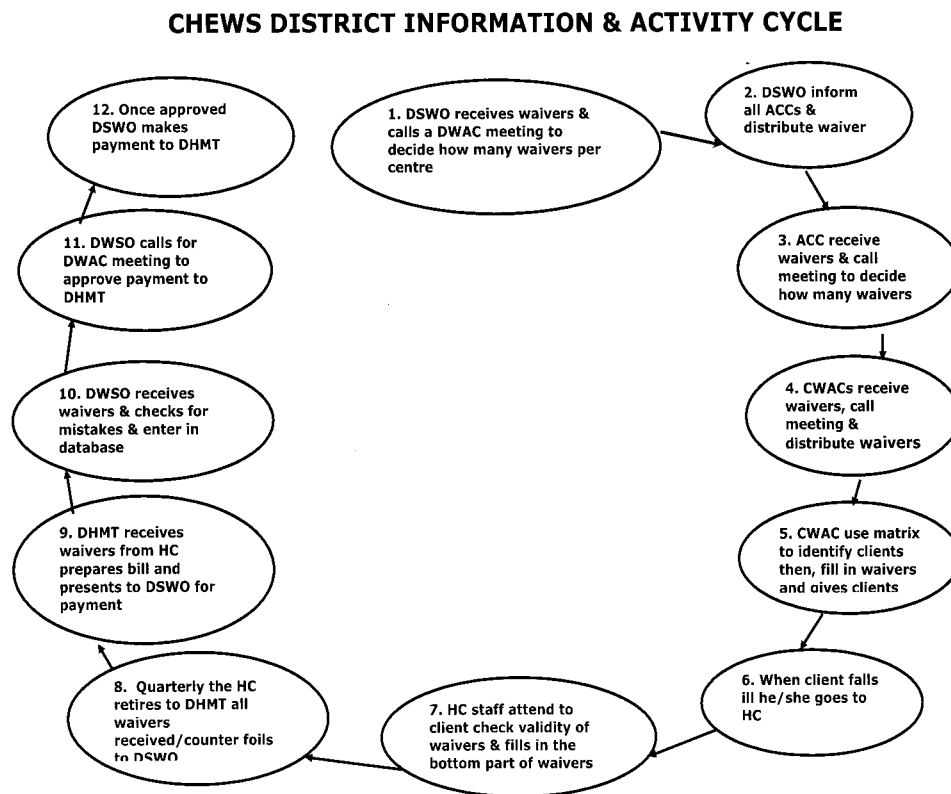 CHEWS DISTRICT INFORMATION & ACTIVITY CYCLE
1. DSWO receives waivers &
calls a DWAC meeting to
decide how many waivers per
centre
2. DSWO inform
all ACCs &
distribute waiver
3. ACC receive
waivers & call
meeting to decide
how many waivers
4. CWACs receive
waivers, call
meeting &
distribute waivers
5. CWAC use matrix
to identify clients
then, fill in waivers
and gives clients
6. When client falls
ill he/she goes to
HC
7. HC staff attend to
client check validity of
waivers & fills in the
bottom part of waivers
8. Quarterly the HC
retires to DHMT all
waivers
received/counter foils
to DSWO
9. DHMT receives
waivers from HC
prepares bill and
presents to DSWO for
payment
10. DWSO receives
waivers & checks for
mistakes & enter in
database
11. DWSO calls for
DWAC meeting to
approve payment to
DHMT
12. Once approved
DSWO makes
payment to DHMT